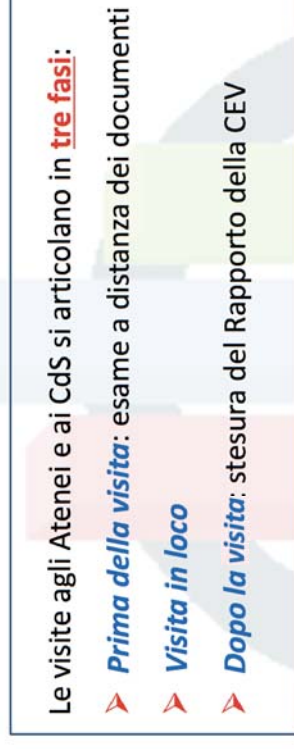 Le visite agli Atenei e ai CdS si articolano in tre fasi:
➢ Prima della visita: esame a distanza dei documenti
➢ Visita in loco
➢ Dopo la visita: stesura del Rapporto della CEV